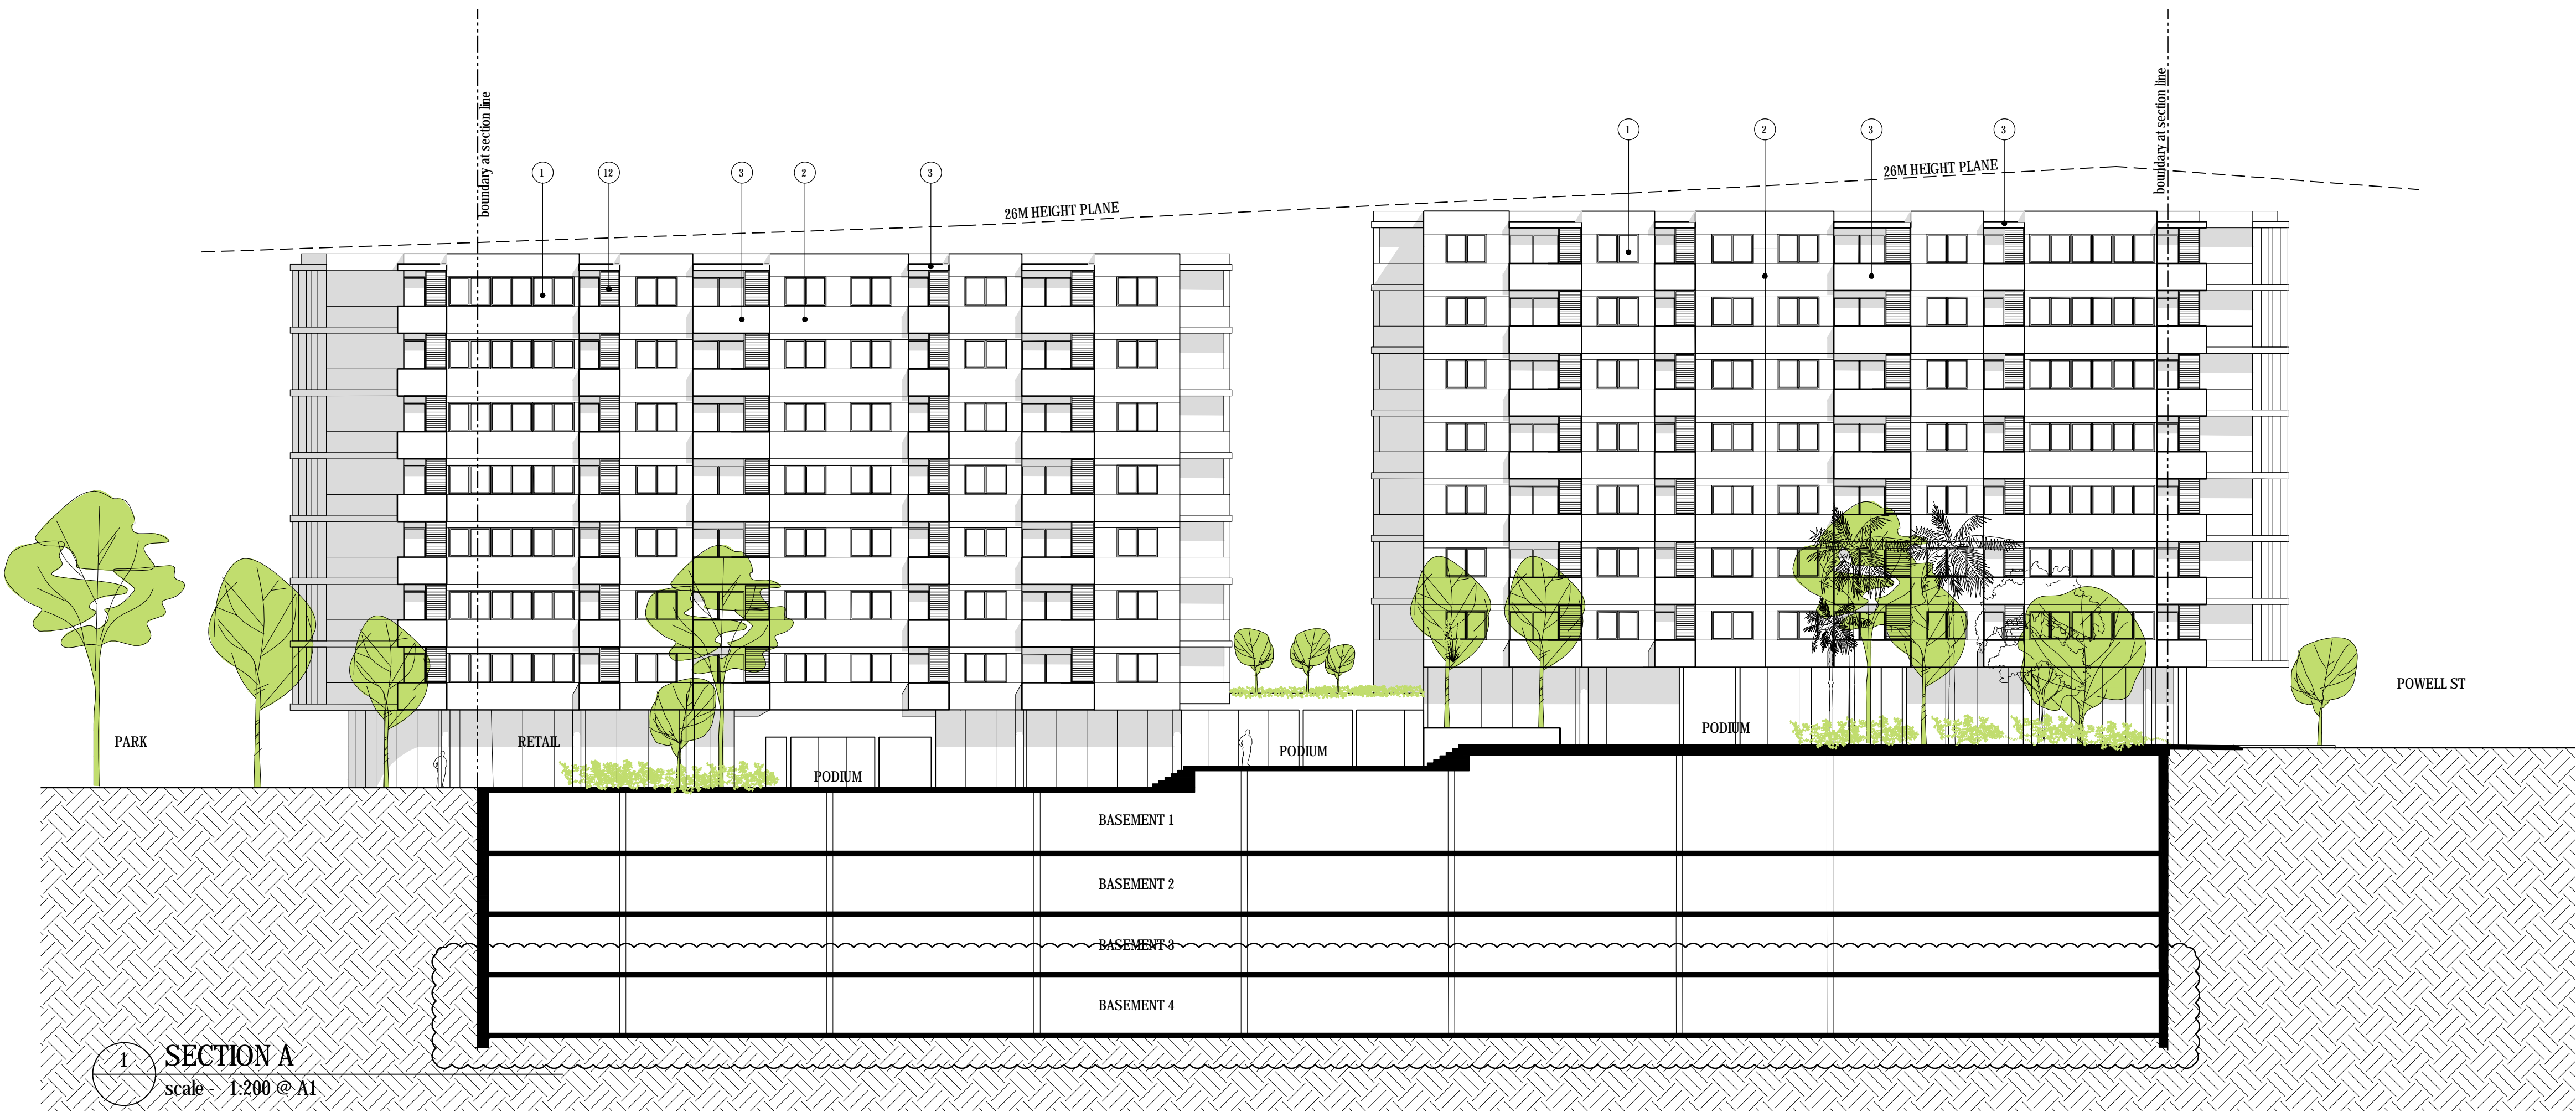 boundary at section line
boundary at section line
1
2
3
3
1
12
3
2
3
26M HEIGHT PLANE
26M HEIGHT PLANE
POWELL ST
PARK
RETAIL
PODIUM
PODIUM
PODIUM
BASEMENT 1
BASEMENT 2
BASEMENT 3
BASEMENT 4
1
SECTION A
scale - 1:200 @ A1